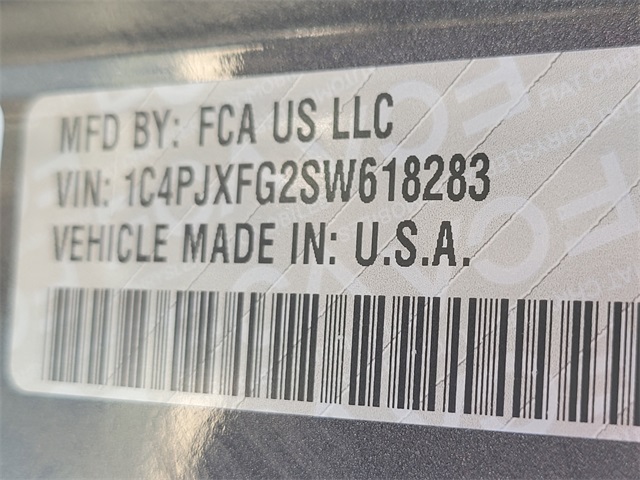 MFD BY: FCA US LLC
VIN: 1C4PJXFG2SW618283
VEHICLE MADE IN: U.S.A.